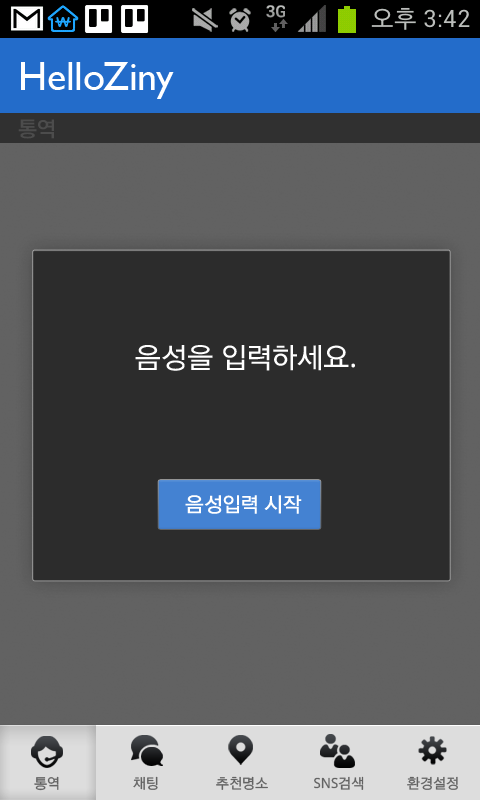 3G
오후 3:42
HelloZiny
통역
음성을 입력하세요.
음성입력 시작
통역
채팅
추천명소
SNS검색
환경설정